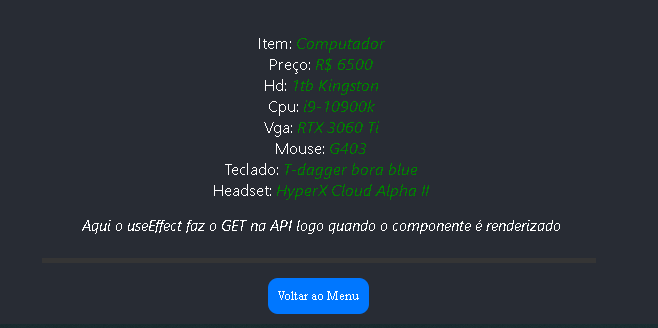 Item: Computador
Preço: R$ 6500
Hd: 1tb Kingston
Cpu: i9-10900k
Vga: RTX 3060 Ti
Mouse: G403
Teclado: T-dagger bora blue
Headset: HyperX Cloud Alpha II
Aqui o useEffect faz o GET na API logo quando o componente é renderizado
Voltar ao Menu